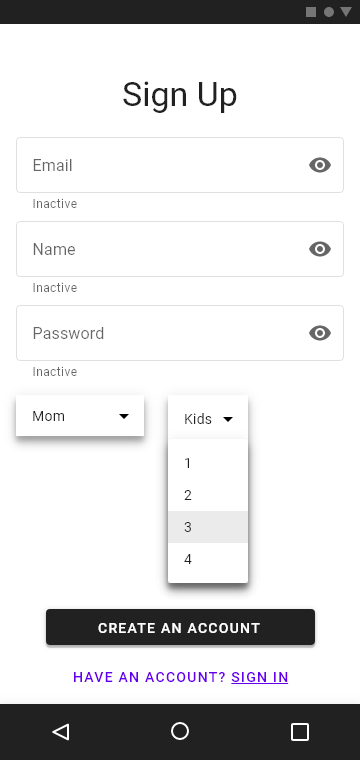 Sign Up
Email
Inactive
Name
Inactive
Password
Inactive
Mom
Kids
1
2
3
4
CREATE AN ACCOUNT
HAVE AN ACCOUNT? SIGN IN